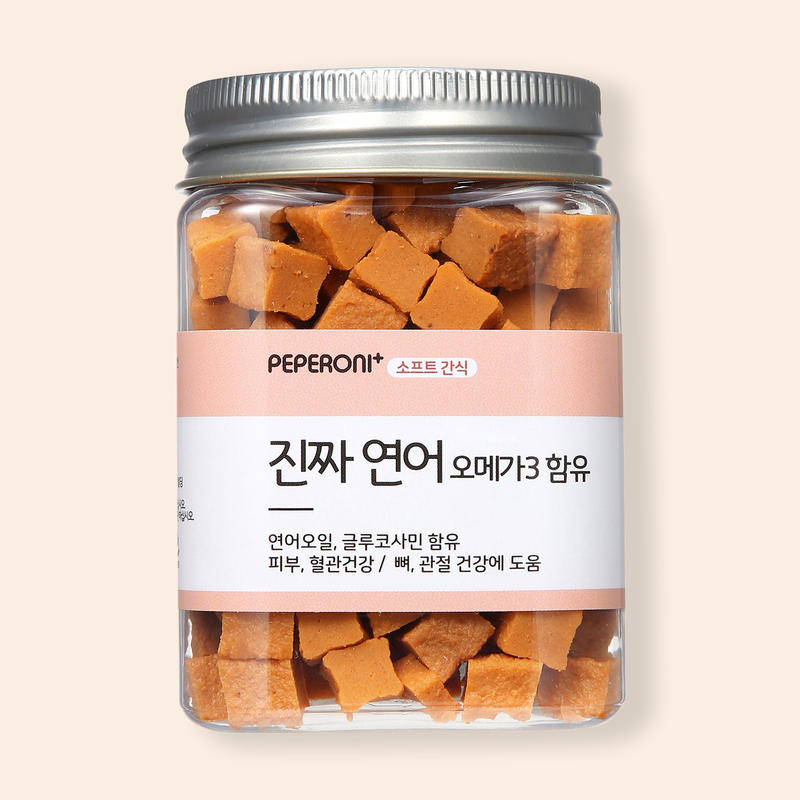 PEPERONI+ 소프트 간식
진짜 연어 오메가3 함유
연어오일, 글루코사민 함유
피부, 혈관건강 / 뼈, 관절 건강에 도움